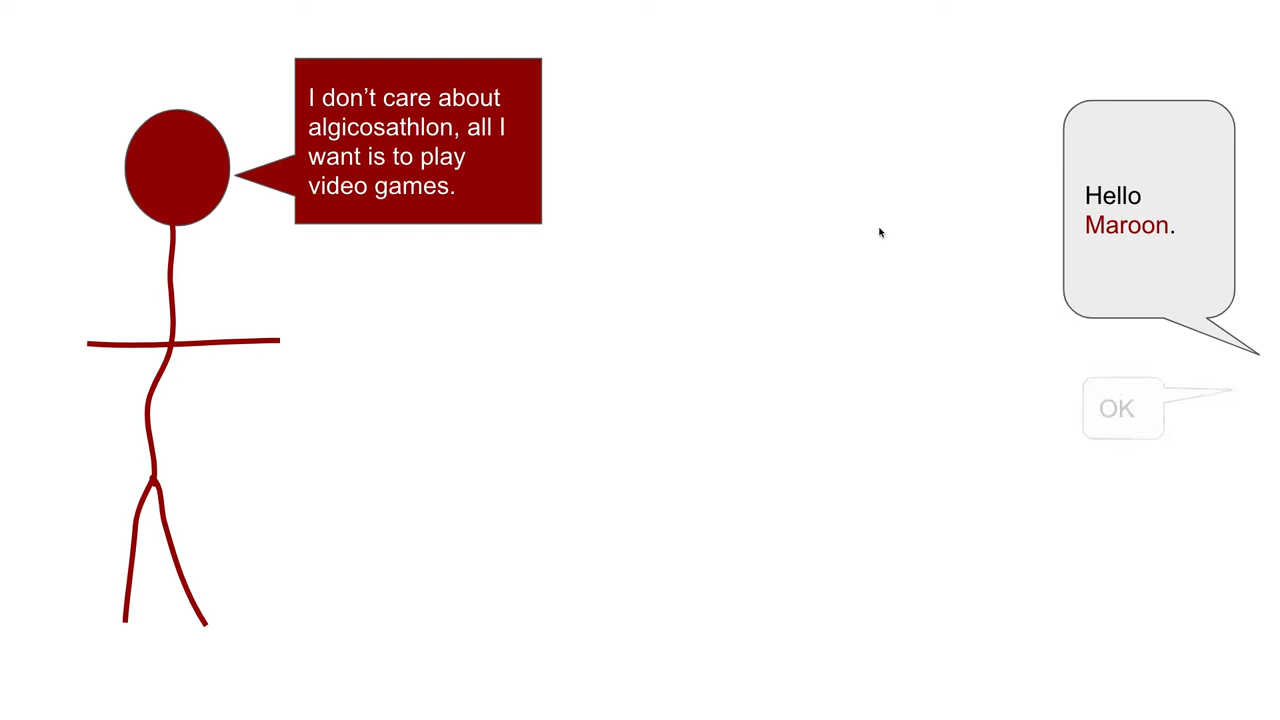 I don’t care about
algicosathlon, all I
want is to play
video games.
Hello
Maroon.
OK